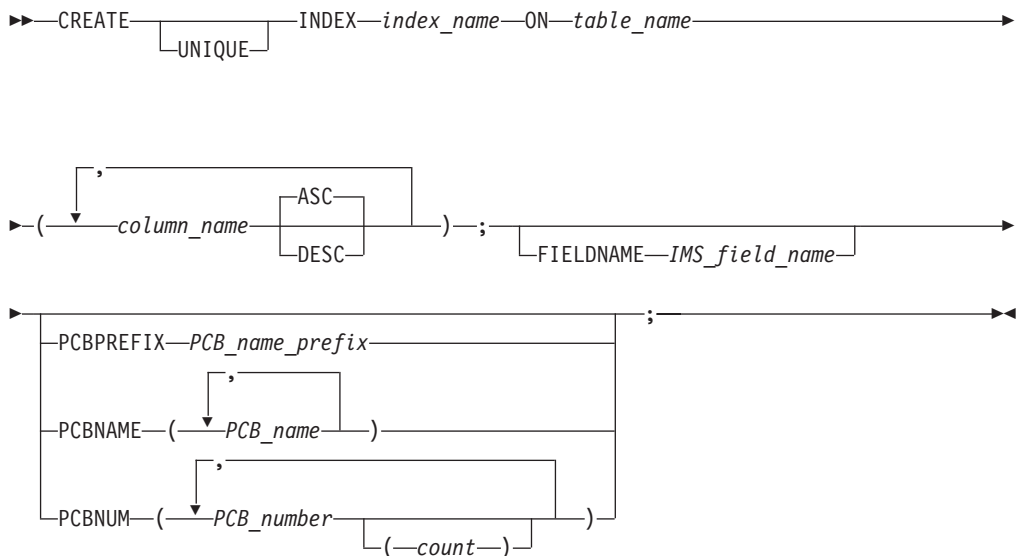 CREATE INDEX index_name ON table_name
UNIQUE
,
( column_name ASC ) ;
DESC
FIELDNAME IMS_field_name
;
PCBPREFIX PCB_name_prefix
,
PCBNAME ( PCB_name )
,
PCBNUM ( PCB_number )
( count )